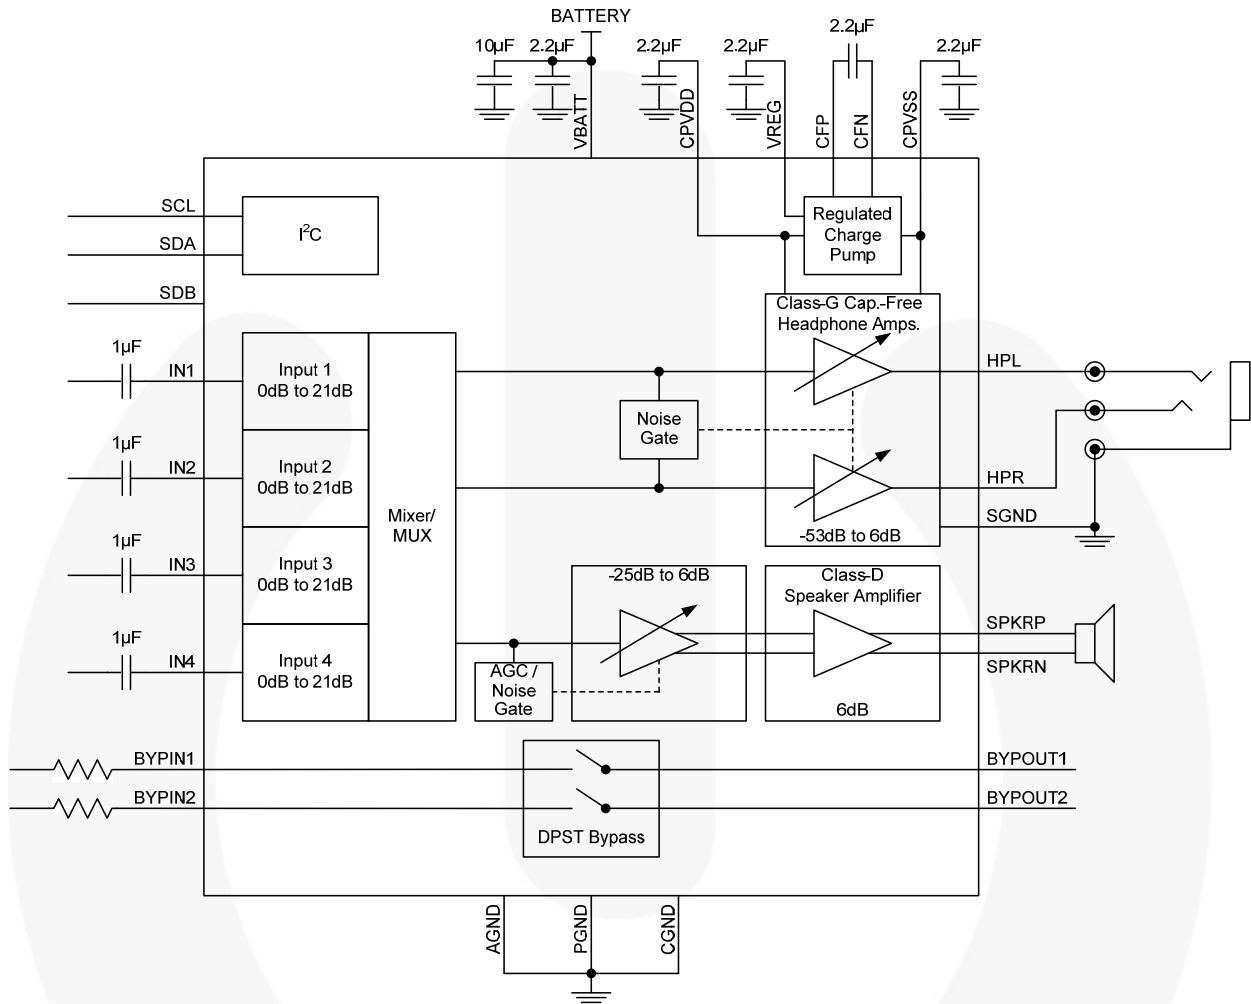 BATTERY
10µF
2.2µF
2.2µF
2.2µF
2.2µF
2.2µF
VBATT
CPVDD
VREG
CFP
CFN
CPVSS
SCL
SDA
SDB
I²C
Regulated
Charge
Pump
Class-G Cap.-Free
Headphone Amps.
1µF
IN1
Input 1
0dB to 21dB
HPL
Noise
Gate
1µF
IN2
Input 2
0dB to 21dB
HPR
Mixer/
MUX
SGND
-53dB to 6dB
1µF
IN3
Input 3
0dB to 21dB
-25dB to 6dB
Class-D
Speaker Amplifier
SPKRP
SPKRN
1µF
IN4
Input 4
0dB to 21dB
AGC /
Noise
Gate
6dB
BYPIN1
BYPOUT1
BYPIN2
BYPOUT2
DPST Bypass
AGND
PGND
CGND